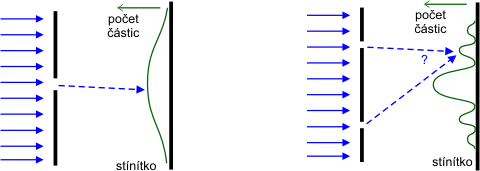 počet
částic
stínítko
počet
částic
?
stínítko